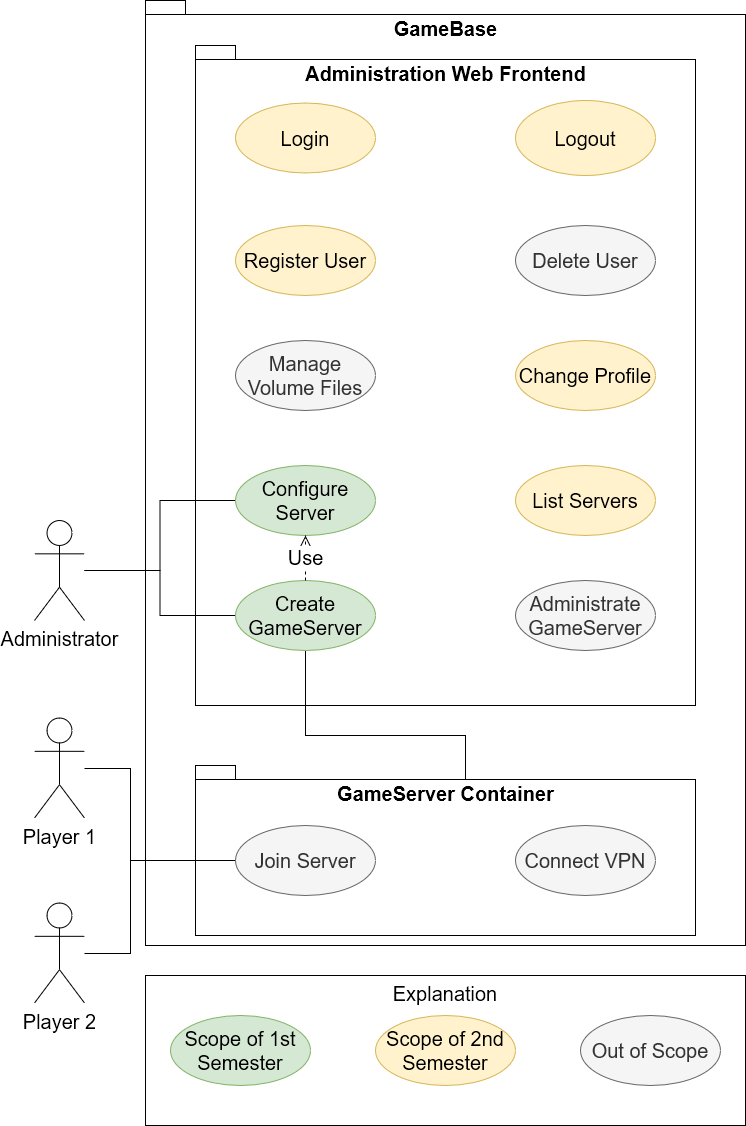 GameBase
Administration Web Frontend
Login
Logout
Register User
Delete User
Manage
Volume Files
Change Profile
Configure
Server
List Servers
Use
Create
GameServer
Administrate
GameServer
Administrator
Player 1
Player 2
GameServer Container
Join Server
Connect VPN
Explanation
Scope of 1st
Semester
Scope of 2nd
Semester
Out of Scope